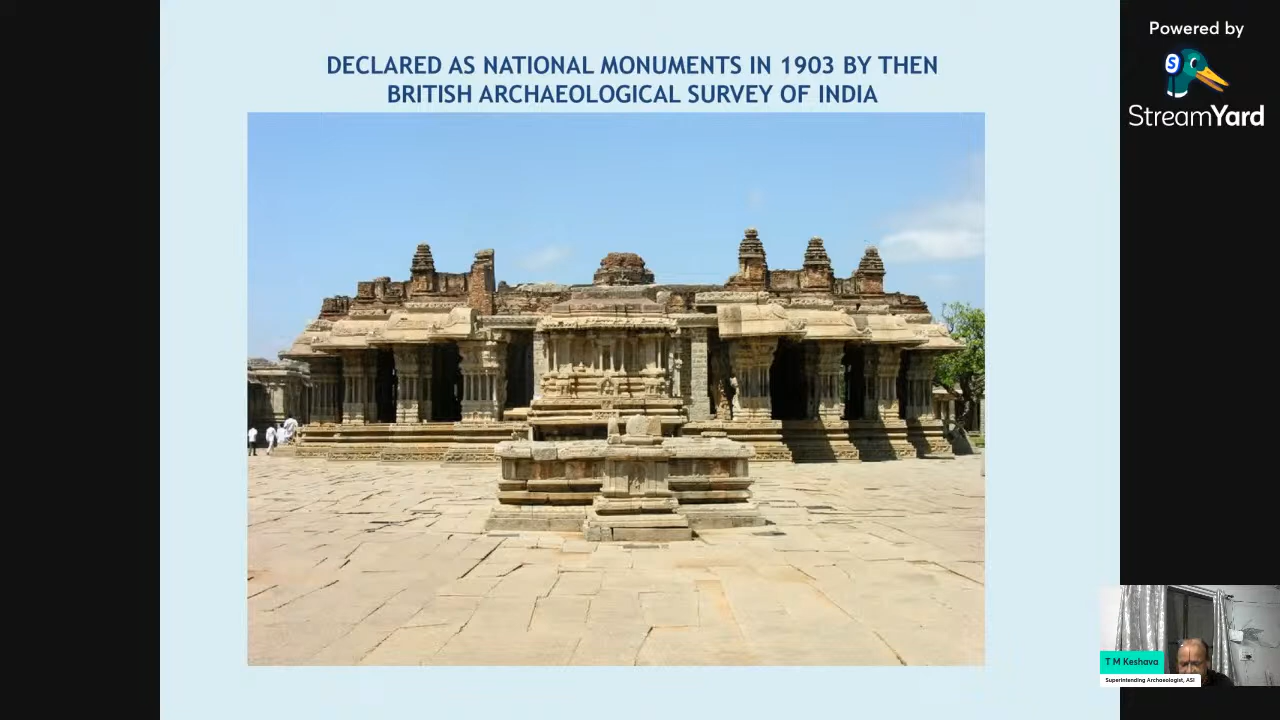 DECLARED AS NATIONAL MONUMENTS IN 1903 BY THEN
BRITISH ARCHAEOLOGICAL SURVEY OF INDIA
Powered by
S
StreamYard
T M Keshava
Superintending Archaeologist, ASI